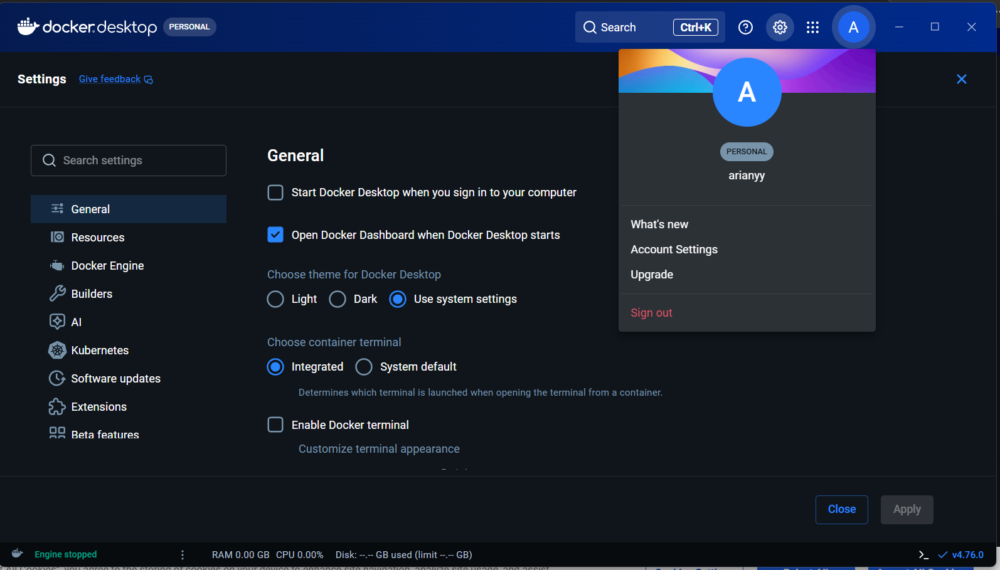 docker.desktop PERSONAL
Search Ctrl+K
A
Settings Give feedback
A
PERSONAL
arianyy
What's new
Account Settings
Upgrade
Sign out
Search settings
General
Resources
Docker Engine
Builders
AI
Kubernetes
Software updates
Extensions
Beta features
General
Start Docker Desktop when you sign in to your computer
Open Docker Dashboard when Docker Desktop starts
Choose theme for Docker Desktop
Light Dark Use system settings
Choose container terminal
Integrated System default
Determines which terminal is launched when opening the terminal from a container.
Enable Docker terminal
Customize terminal appearance
Close Apply
Engine stopped RAM 0.00 GB CPU 0.00% Disk: --.-- GB used (limit --.-- GB) v4.76.0